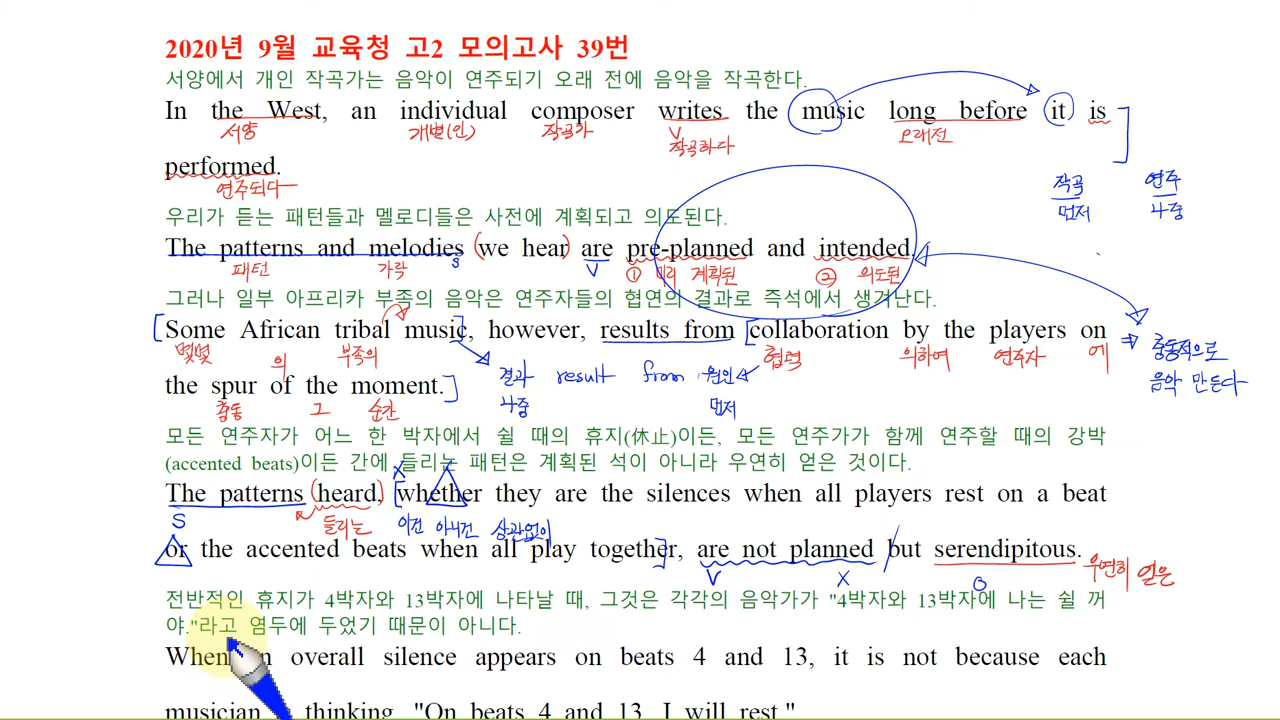 2020년 9월 교육청 고2 모의고사 39번
서양에서 개인 작곡가는 음악이 연주되기 오래 전에 음악을 작곡한다.
In the West, an individual composer writes the music long before it is
서양 개별(인) 작곡가 V 작곡하다 오래전
performed.
연주되다
작곡 연주
먼저 나중
우리가 듣는 패턴들과 멜로디들은 사전에 계획되고 의도된다.
The patterns and melodies (we hear) are pre-planned and intended.
패턴 가락 S V ① 미리 계획된 ② 의도된
그러나 일부 아프리카 부족의 음악은 연주자들의 협연의 결과로 즉석에서 생겨난다.
[Some African tribal music], however, results from [collaboration by the players on
몇몇 의 부족의 협력 의하여 연주자 에
⇒ 충동적으로
음악 만든다
the spur of the moment.]
충동 그 순간
결과 result from 원인
나중 먼저
모든 연주자가 어느 한 박자에서 쉴 때의 휴지(休止)이든, 모든 연주가가 함께 연주할 때의 강박
(accented beats)이든 간에 들리는 패턴은 계획된 석이 아니라 우연히 얻은 것이다.
The patterns (heard,) [whether they are the silences when all players rest on a beat
S 들리는 X 이건 아니건 상관없이
or the accented beats when all play together], are not planned / but serendipitous.
V X O 우연히 얻은
전반적인 휴지가 4박자와 13박자에 나타날 때, 그것은 각각의 음악가가 "4박자와 13박자에 나는 쉴 꺼
야."라고 염두에 두었기 때문이 아니다.
When an overall silence appears on beats 4 and 13, it is not because each
musician is thinking, "On beats 4 and 13, I will rest."